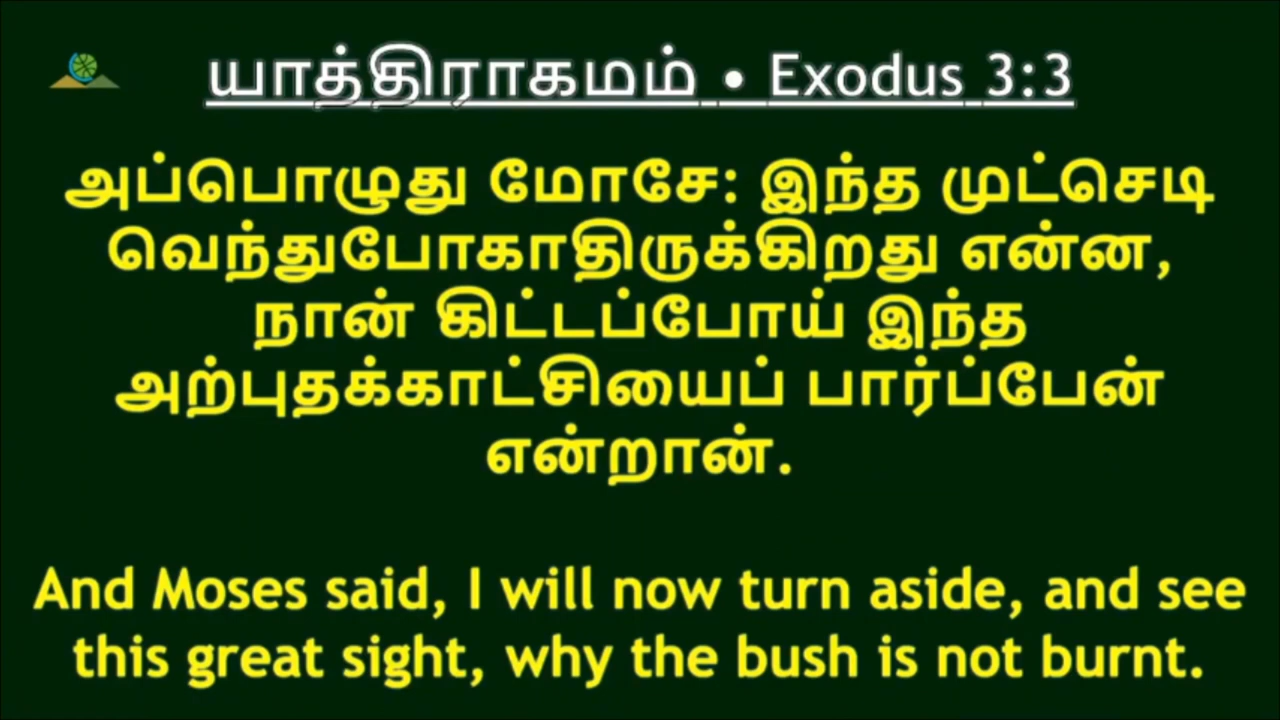 யாத்திராகமம் • Exodus 3:3
அப்பொழுது மோசே: இந்த முட்செடி
வெந்துபோகாதிருக்கிறது என்ன,
நான் கிட்டப்போய் இந்த
அற்புதக்காட்சியைப் பார்ப்பேன்
என்றான்.
And Moses said, I will now turn aside, and see
this great sight, why the bush is not burnt.